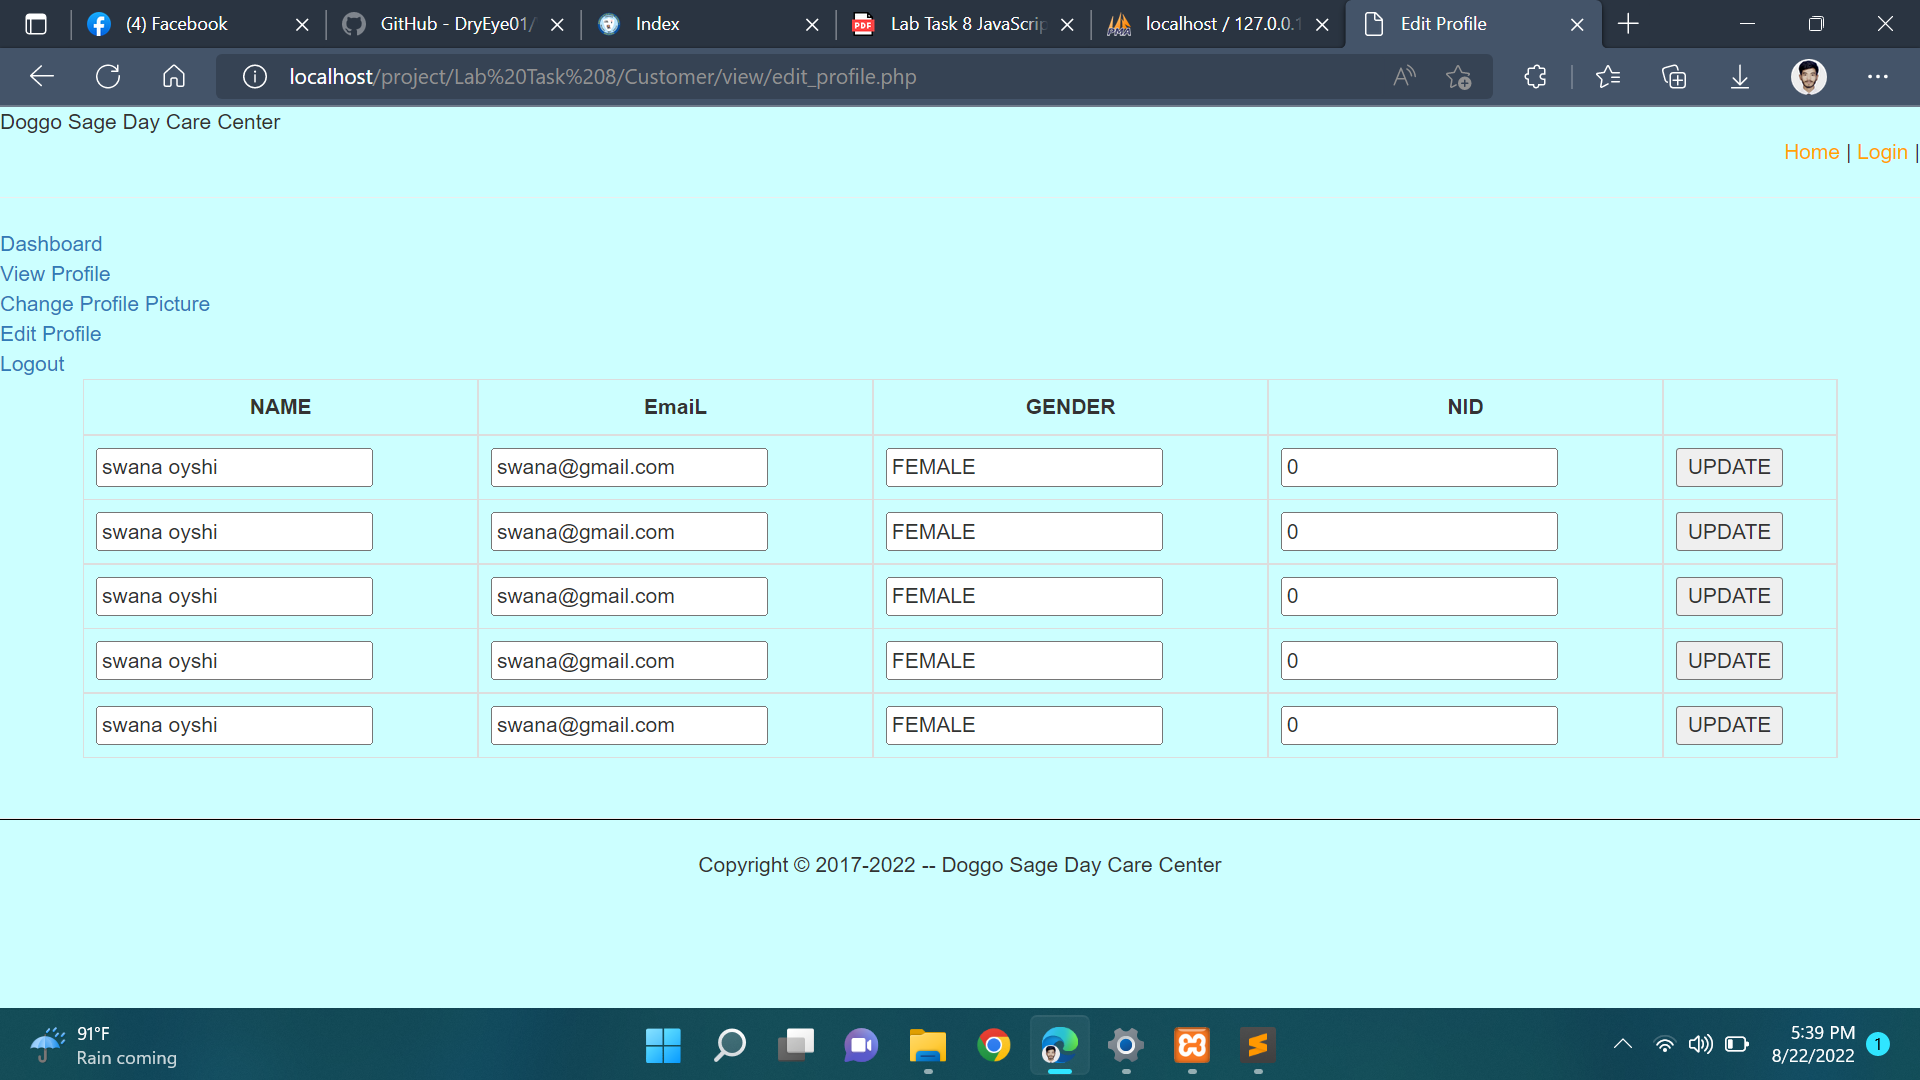 (4) Facebook
GitHub - DryEye01/
Index
Lab Task 8 JavaScrip
localhost / 127.0.0.1
Edit Profile
localhost/project/Lab%20Task%208/Customer/view/edit_profile.php
Doggo Sage Day Care Center
Home | Login |
Dashboard
View Profile
Change Profile Picture
Edit Profile
Logout
NAME EmaiL GENDER NID
swana oyshi swana@gmail.com FEMALE 0 UPDATE
swana oyshi swana@gmail.com FEMALE 0 UPDATE
swana oyshi swana@gmail.com FEMALE 0 UPDATE
swana oyshi swana@gmail.com FEMALE 0 UPDATE
swana oyshi swana@gmail.com FEMALE 0 UPDATE
Copyright © 2017-2022 -- Doggo Sage Day Care Center
91°F
Rain coming
5:39 PM
8/22/2022
1